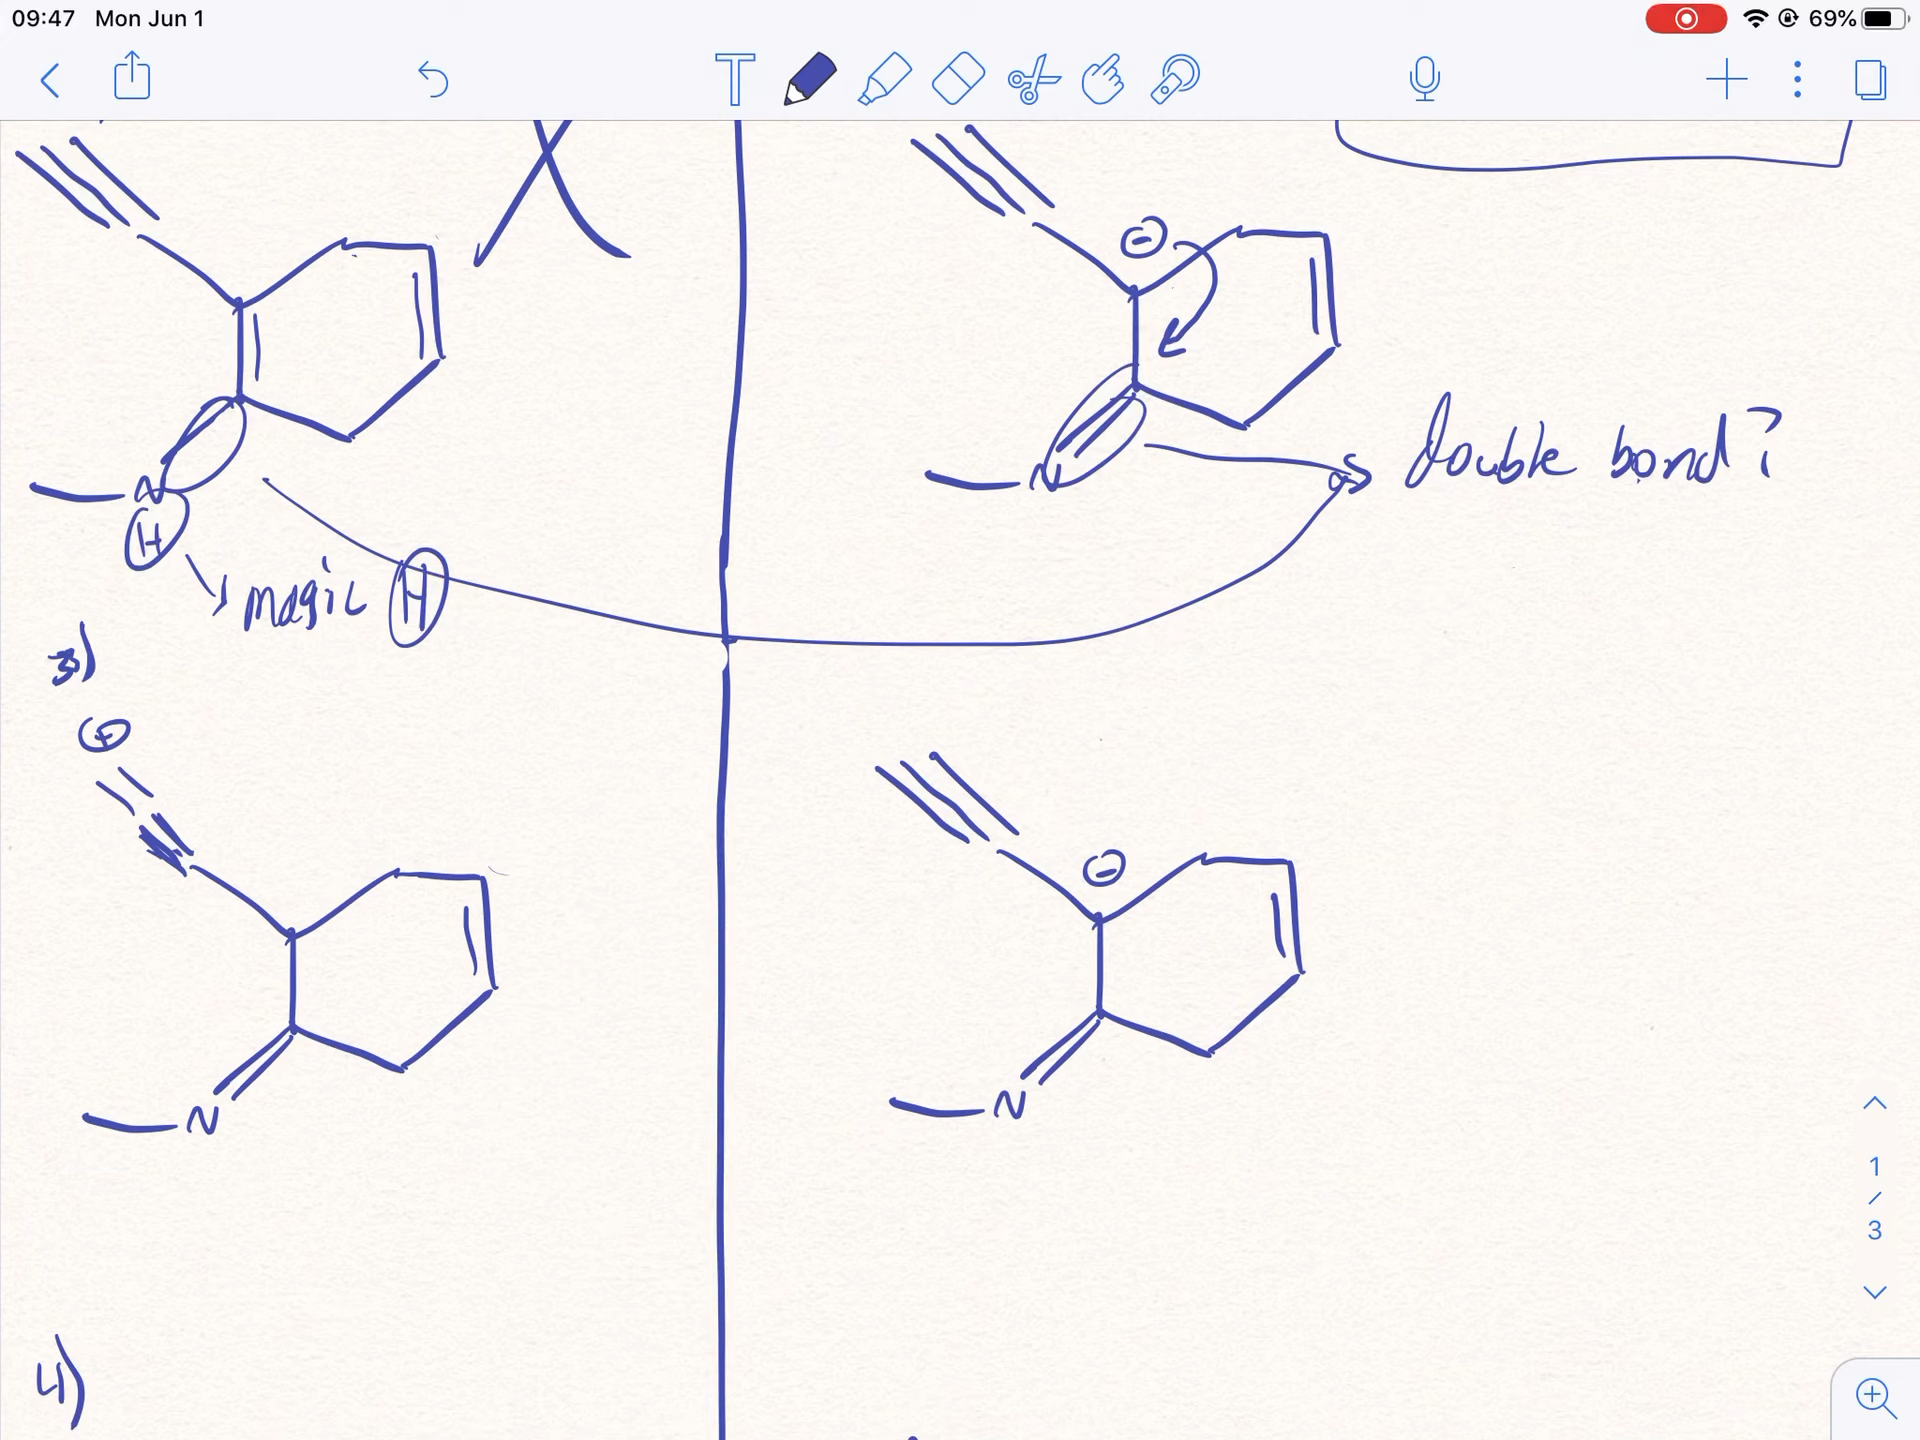 09:47 Mon Jun 1 69%
T
⊖
N
double bond?
N
H
magic H
3)
⊕
⊖
N
N
1
/
3
4)